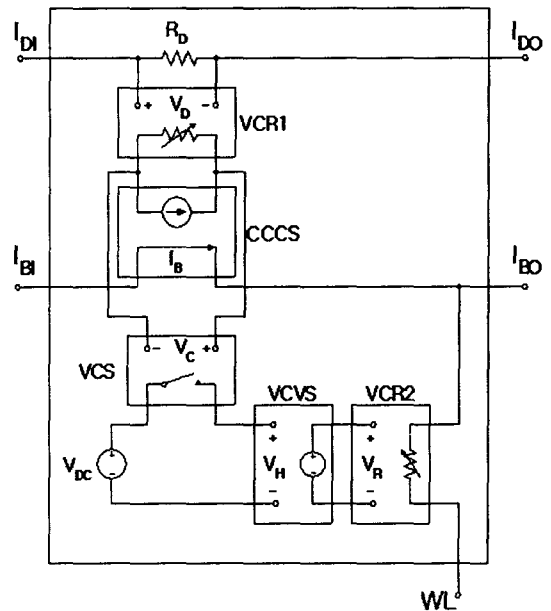 I_DI
R_D
I_DO
+ V_D −
VCR1
CCCS
I_B
I_BI
I_BO
− V_C +
VCS
VCVS
VCR2
V_DC
+
−
+
V_H
−
+
−
+
V_R
−
WL